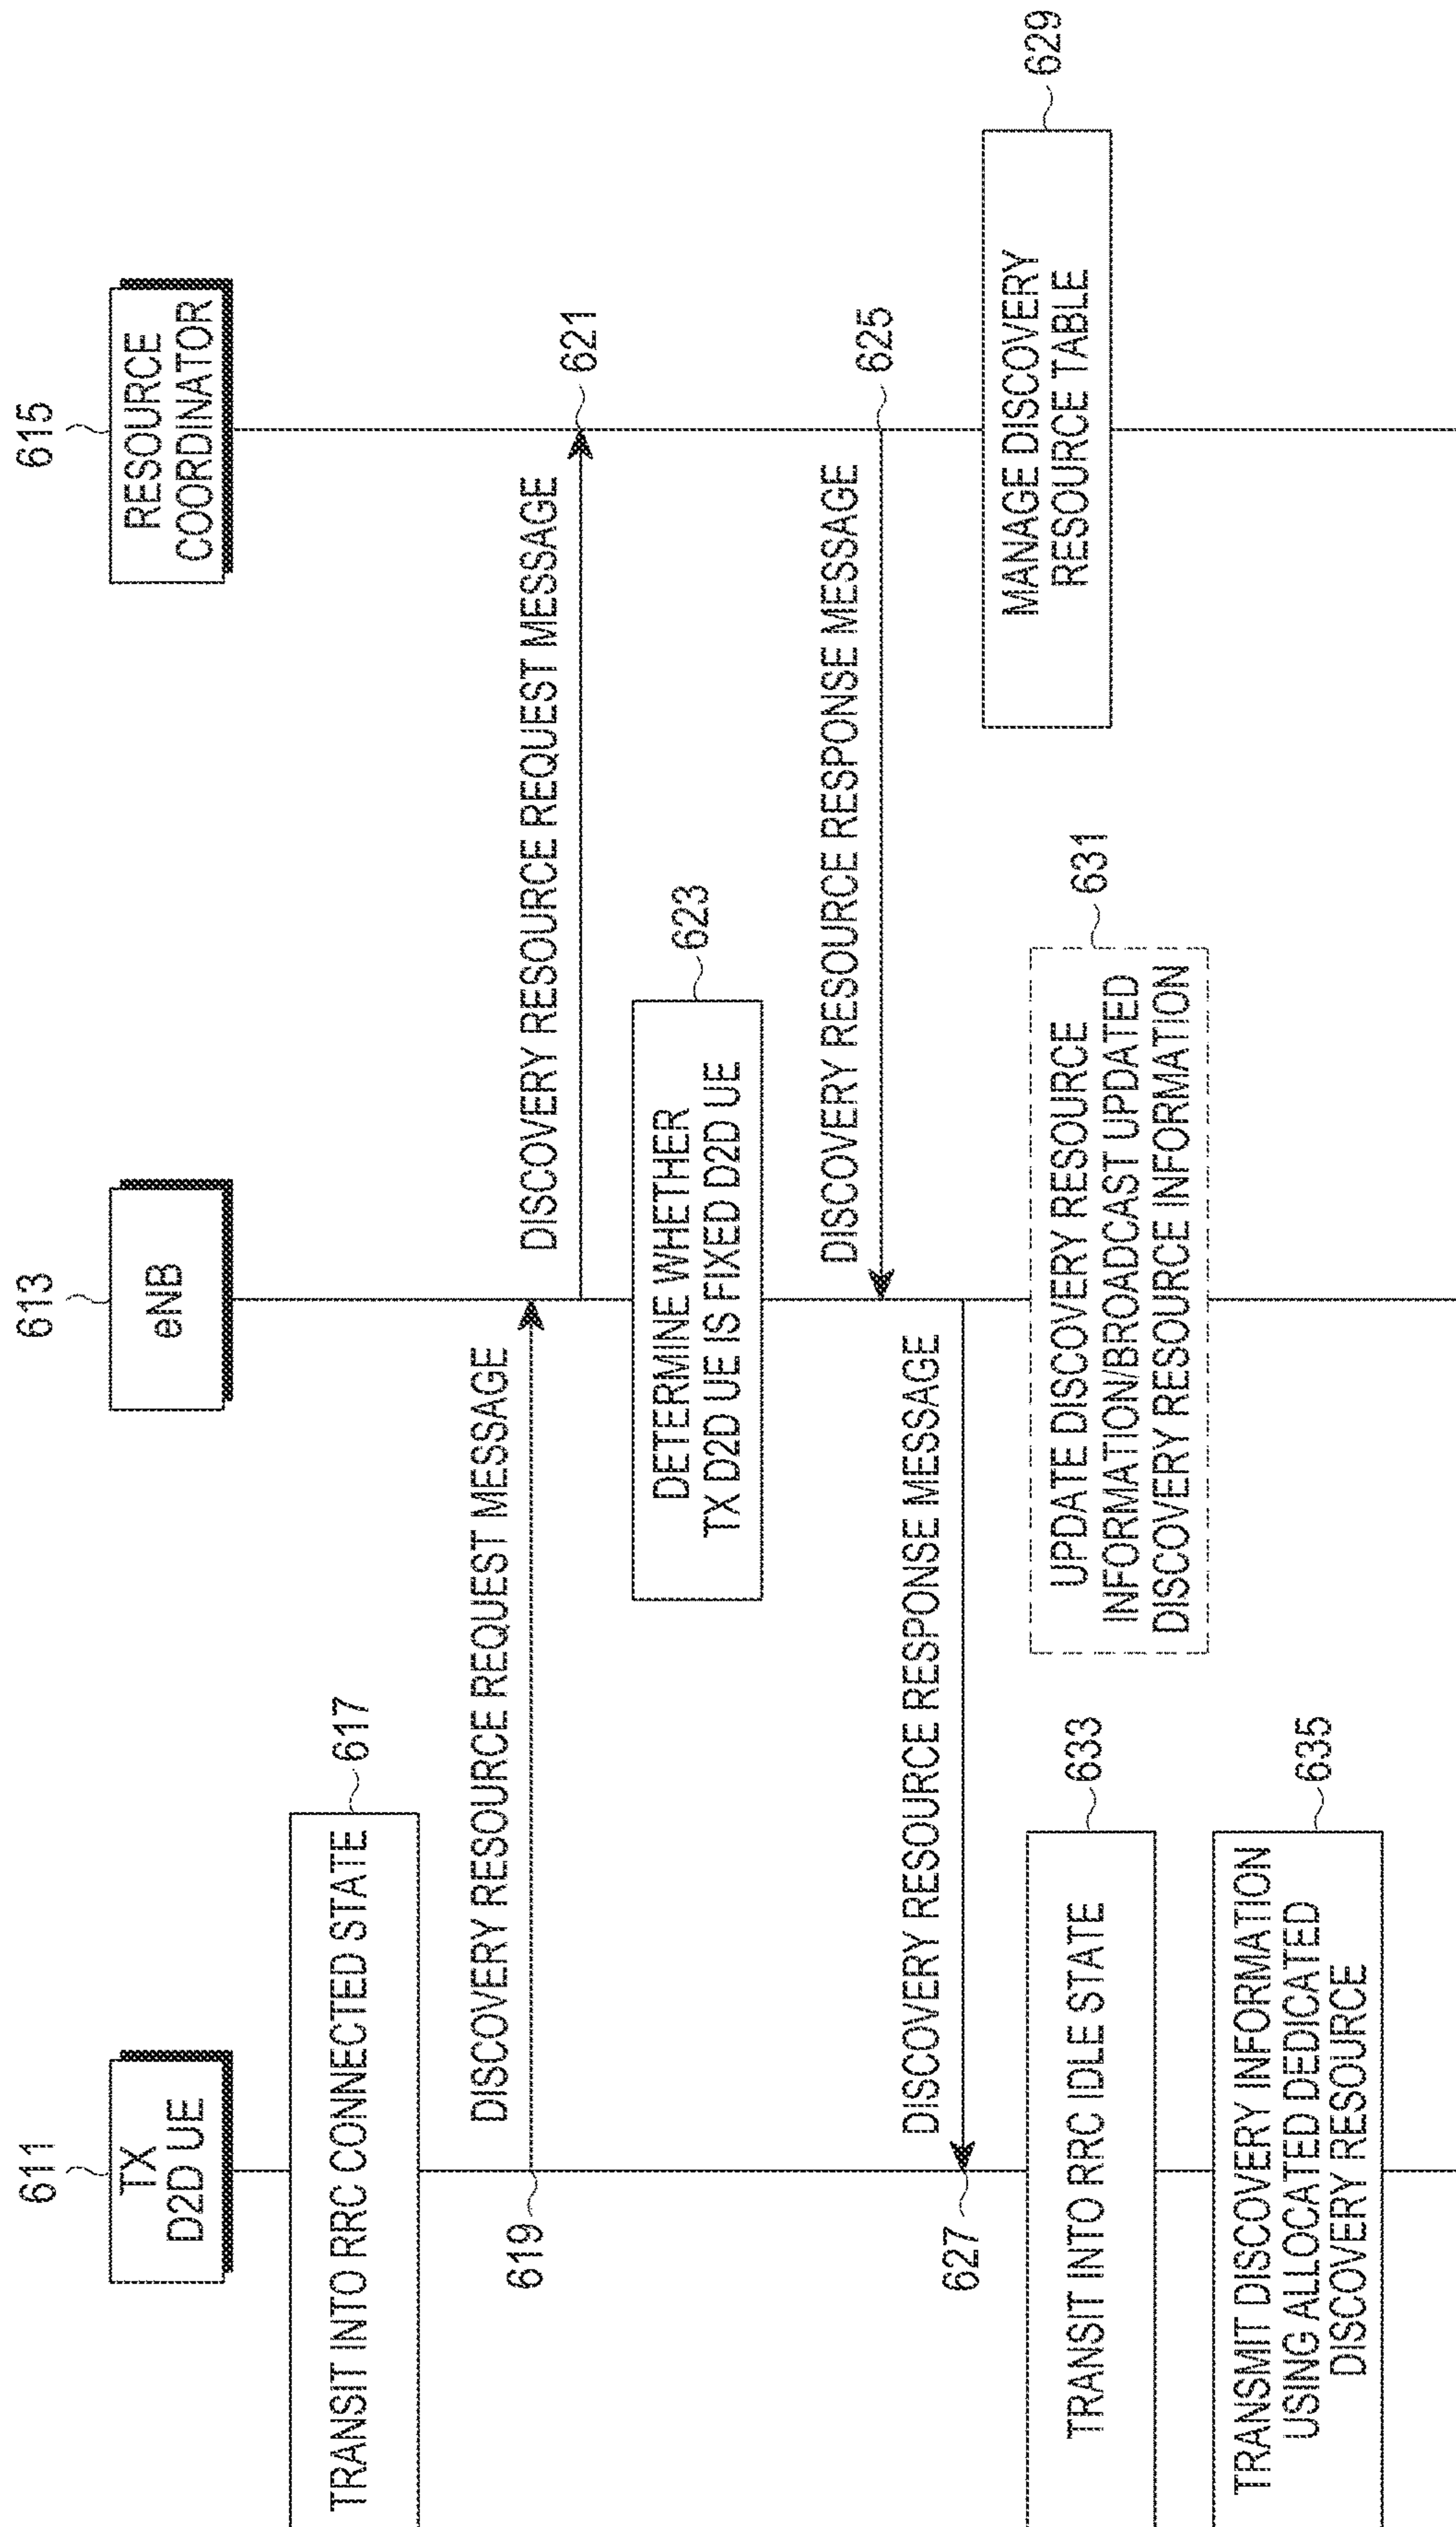 611
TX
D2D UE
613
eNB
615
RESOURCE
COORDINATOR
TRANSIT INTO RRC CONNECTED STATE
617
DISCOVERY RESOURCE REQUEST MESSAGE
619
DISCOVERY RESOURCE REQUEST MESSAGE
621
DETERMINE WHETHER
TX D2D UE IS FIXED D2D UE
623
DISCOVERY RESOURCE RESPONSE MESSAGE
625
DISCOVERY RESOURCE RESPONSE MESSAGE
627
MANAGE DISCOVERY
RESOURCE TABLE
629
UPDATE DISCOVERY RESOURCE
INFORMATION/BROADCAST UPDATED
DISCOVERY RESOURCE INFORMATION
631
TRANSIT INTO RRC IDLE STATE
633
TRANSMIT DISCOVERY INFORMATION
USING ALLOCATED DEDICATED
DISCOVERY RESOURCE
635